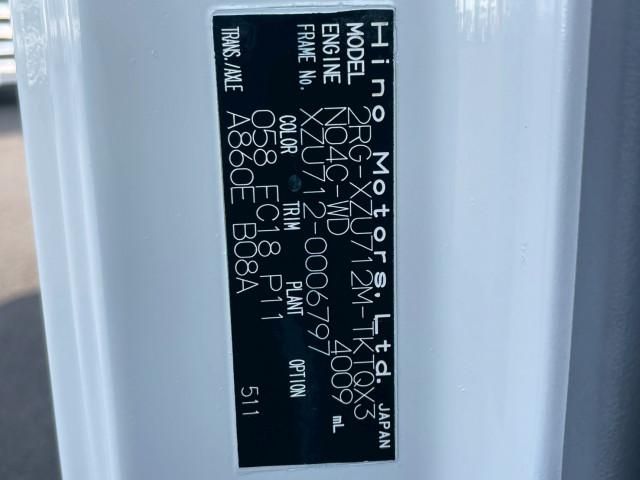 Hino Motors, Ltd. JAPAN
MODEL 2RG-XZU712M-TKTQX3
ENGINE N04C-WD 4009 mL
FRAME No. XZU712-0006797
COLOR TRIM PLANT OPTION
058 FC18 P11
TRANS./AXLE A860E B08A 511